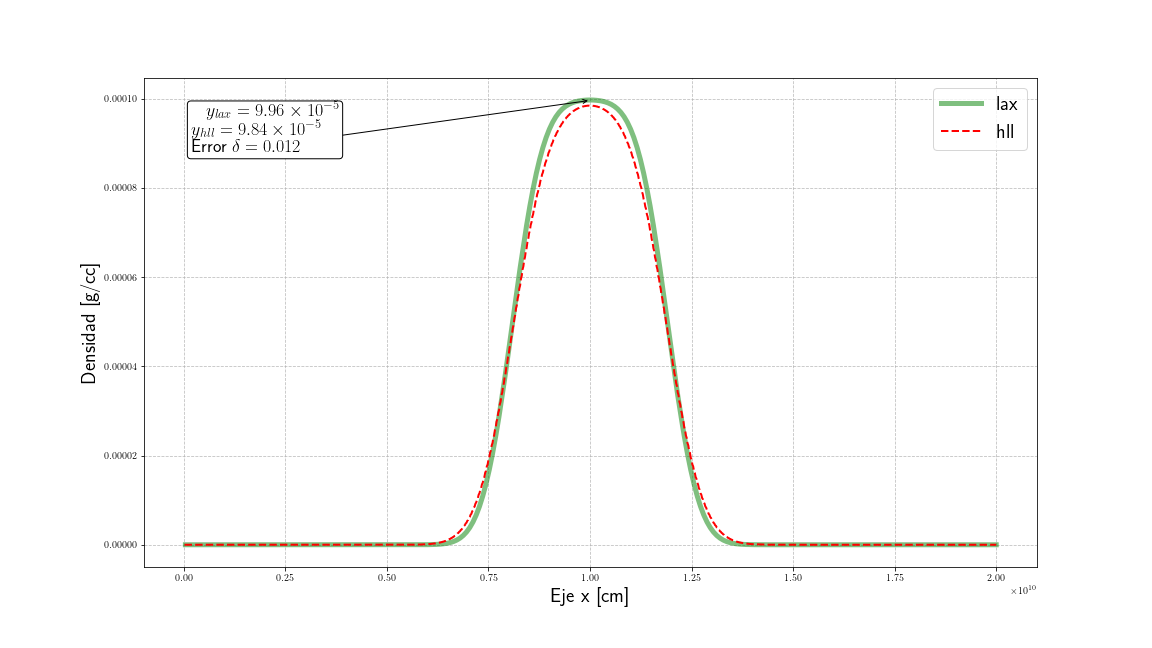 y_lax = 9.96 × 10^-5
y_hll = 9.84 × 10^-5
Error δ = 0.012
lax
hll
Densidad [g/cc]
0.00010
0.00008
0.00006
0.00004
0.00002
0.00000
0.00 0.25 0.50 0.75 1.00 1.25 1.50 1.75 2.00
×10^10
Eje x [cm]